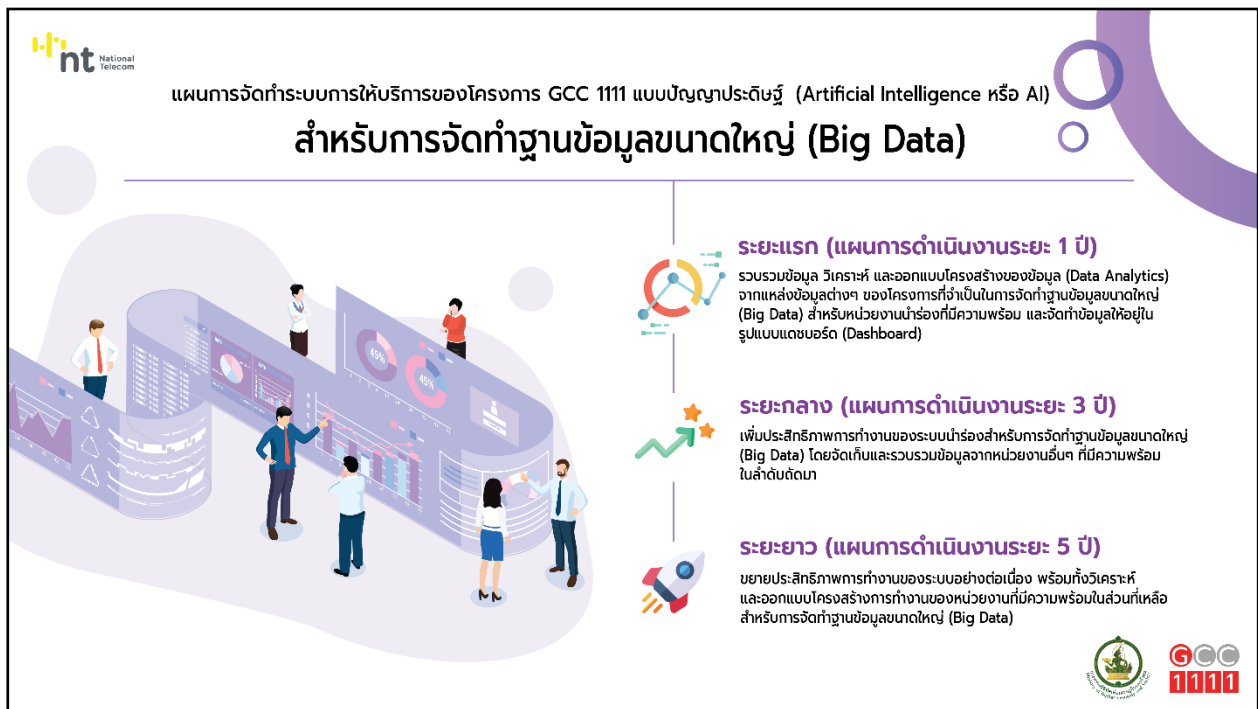 nt National
Telecom
แผนการจัดทำระบบการให้บริการของโครงการ GCC 1111 แบบปัญญาประดิษฐ์ (Artificial Intelligence หรือ AI)
สำหรับการจัดทำฐานข้อมูลขนาดใหญ่ (Big Data)
ระยะแรก (แผนการดำเนินงานระยะ 1 ปี)
รวบรวมข้อมูล วิเคราะห์ และออกแบบโครงสร้างของข้อมูล (Data Analytics)
จากแหล่งข้อมูลต่างๆ ของโครงการที่จำเป็นในการจัดทำฐานข้อมูลขนาดใหญ่
(Big Data) สำหรับหน่วยงานนำร่องที่มีความพร้อม และจัดทำข้อมูลให้อยู่ใน
รูปแบบแดชบอร์ด (Dashboard)
45%
45%
ระยะกลาง (แผนการดำเนินงานระยะ 3 ปี)
เพิ่มประสิทธิภาพการทำงานของระบบนำร่องสำหรับการจัดทำฐานข้อมูลขนาดใหญ่
(Big Data) โดยจัดเก็บและรวบรวมข้อมูลจากหน่วยงานอื่นๆ ที่มีความพร้อม
ในลำดับถัดมา
ระยะยาว (แผนการดำเนินงานระยะ 5 ปี)
ขยายประสิทธิภาพการทำงานของระบบอย่างต่อเนื่อง พร้อมทั้งวิเคราะห์
และออกแบบโครงสร้างการทำงานของหน่วยงานที่มีความพร้อมในส่วนที่เหลือ
สำหรับการจัดทำฐานข้อมูลขนาดใหญ่ (Big Data)
GCC
1111